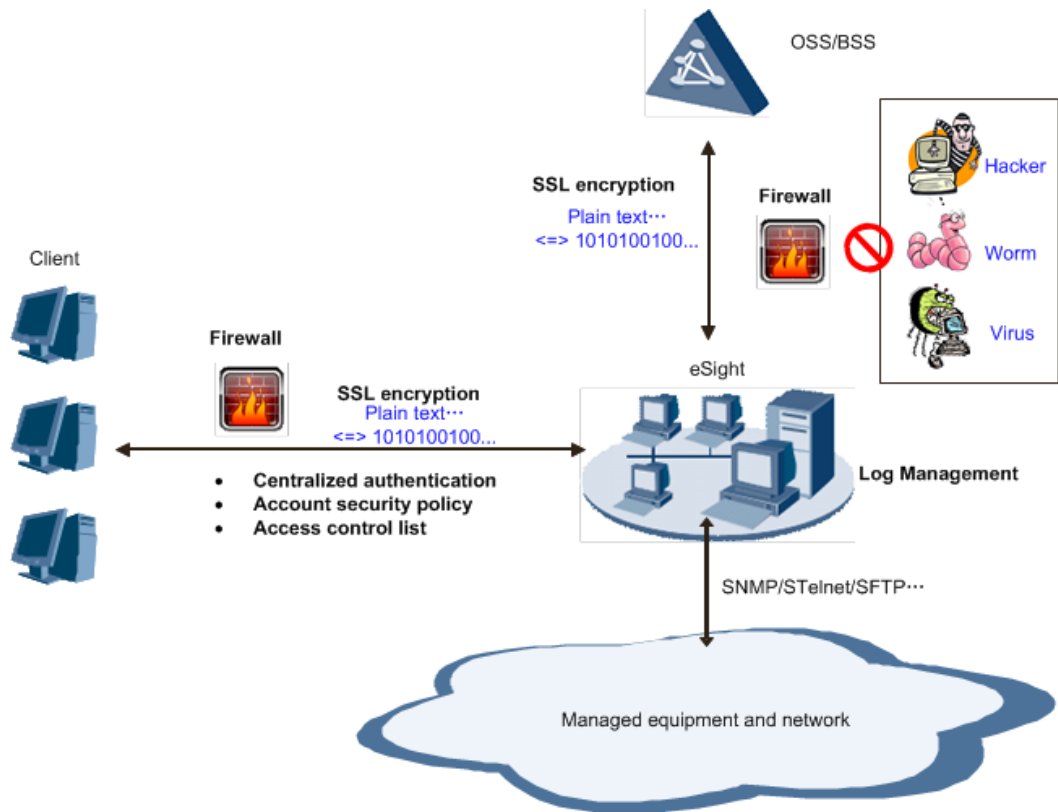 OSS/BSS
SSL encryption
Plain text⋯
<=> 1010100100...
Firewall
Hacker
Worm
Virus
Client
Firewall
SSL encryption
Plain text⋯
<=> 1010100100...
eSight
Log Management
• Centralized authentication
• Account security policy
• Access control list
SNMP/STelnet/SFTP⋯
Managed equipment and network